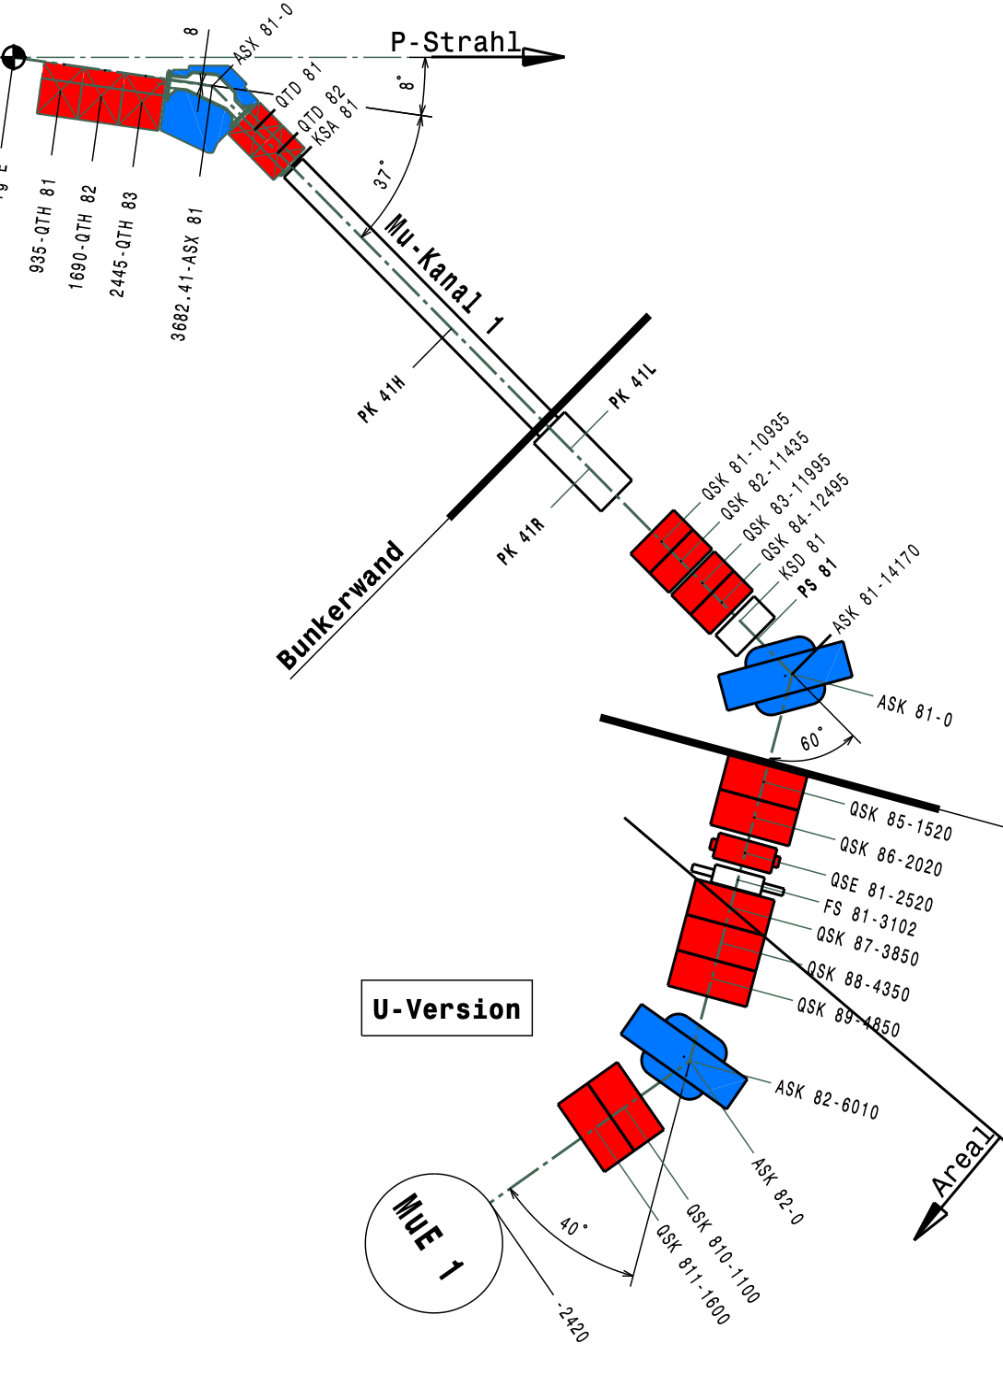 P-Strahl
8
ASX 81-0
8°
QTD 81
QTD 82
KSA 81
37°
935-QTH 81
1690-QTH 82
2445-QTH 83
3682.41-ASX 81
Mu-Kanal 1
PK 41H
PK 41L
PK 41R
Bunkerwand
QSK 81-10935
QSK 82-11435
QSK 83-11995
QSK 84-12495
KSD 81
PS 81
ASK 81-14170
ASK 81-0
60°
QSK 85-1520
QSK 86-2020
QSE 81-2520
FS 81-3102
QSK 87-3850
QSK 88-4350
QSK 89-4850
U-Version
ASK 82-6010
ASK 82-0
Areal
QSK 810-1100
QSK 811-1600
40°
MuE 1
-2420